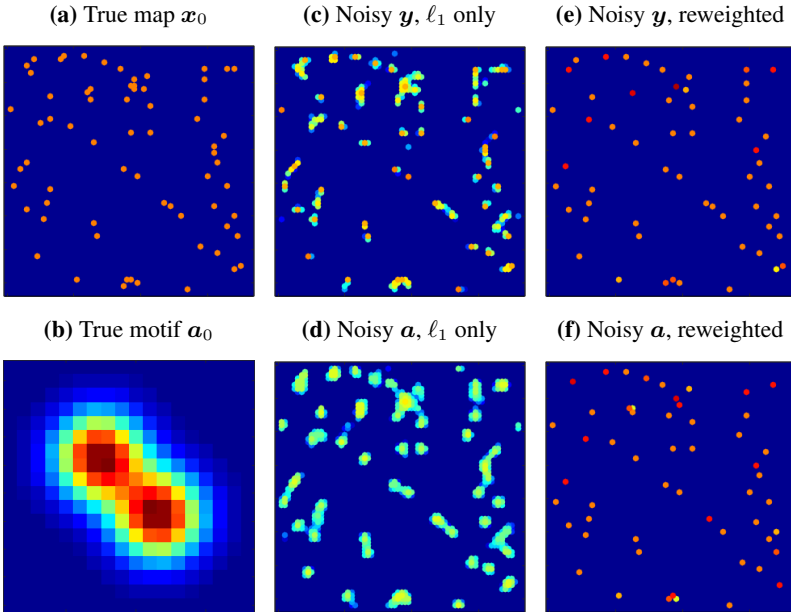 (a) True map x₀
(c) Noisy y, ℓ₁ only
(e) Noisy y, reweighted
(b) True motif a₀
(d) Noisy a, ℓ₁ only
(f) Noisy a, reweighted